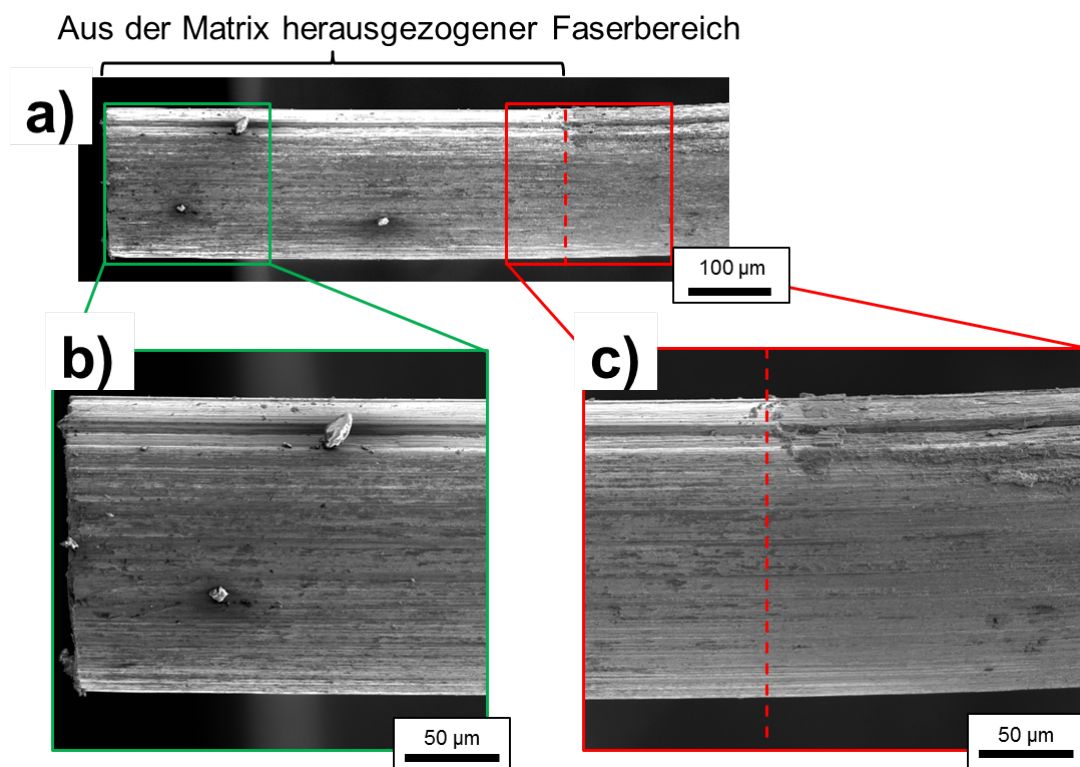 Aus der Matrix herausgezogener Faserbereich
a)
100 µm
b)
c)
50 µm
50 µm